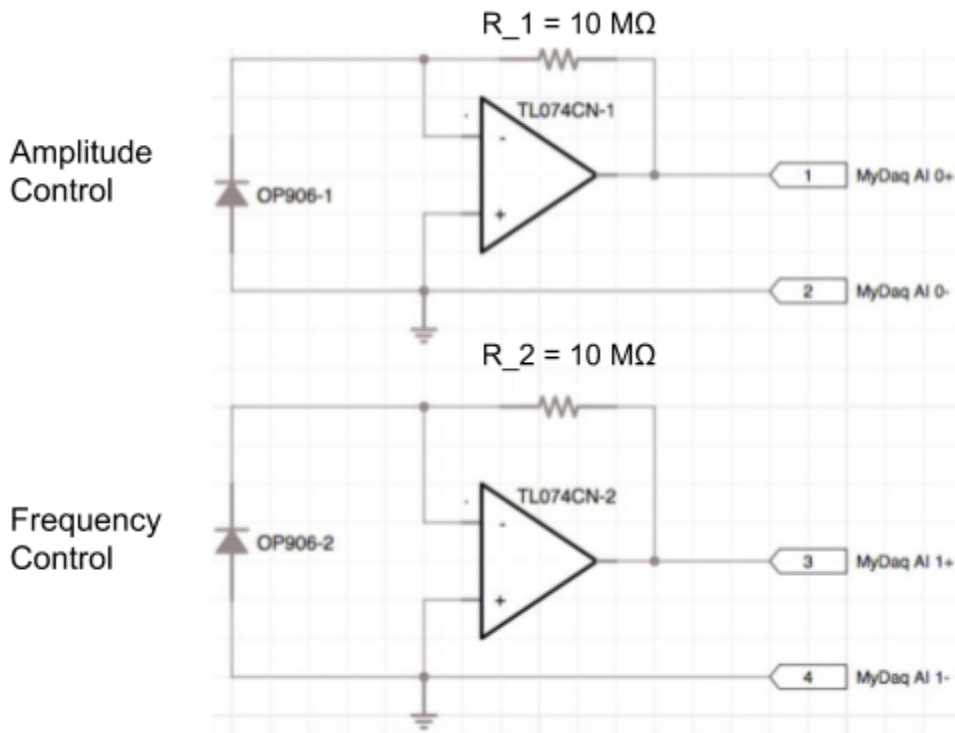 R_1 = 10 MΩ
TL074CN-1
-
+
Amplitude
Control
OP906-1
1
MyDaq AI 0+
2
MyDaq AI 0-
R_2 = 10 MΩ
TL074CN-2
-
+
Frequency
Control
OP906-2
3
MyDaq AI 1+
4
MyDaq AI 1-